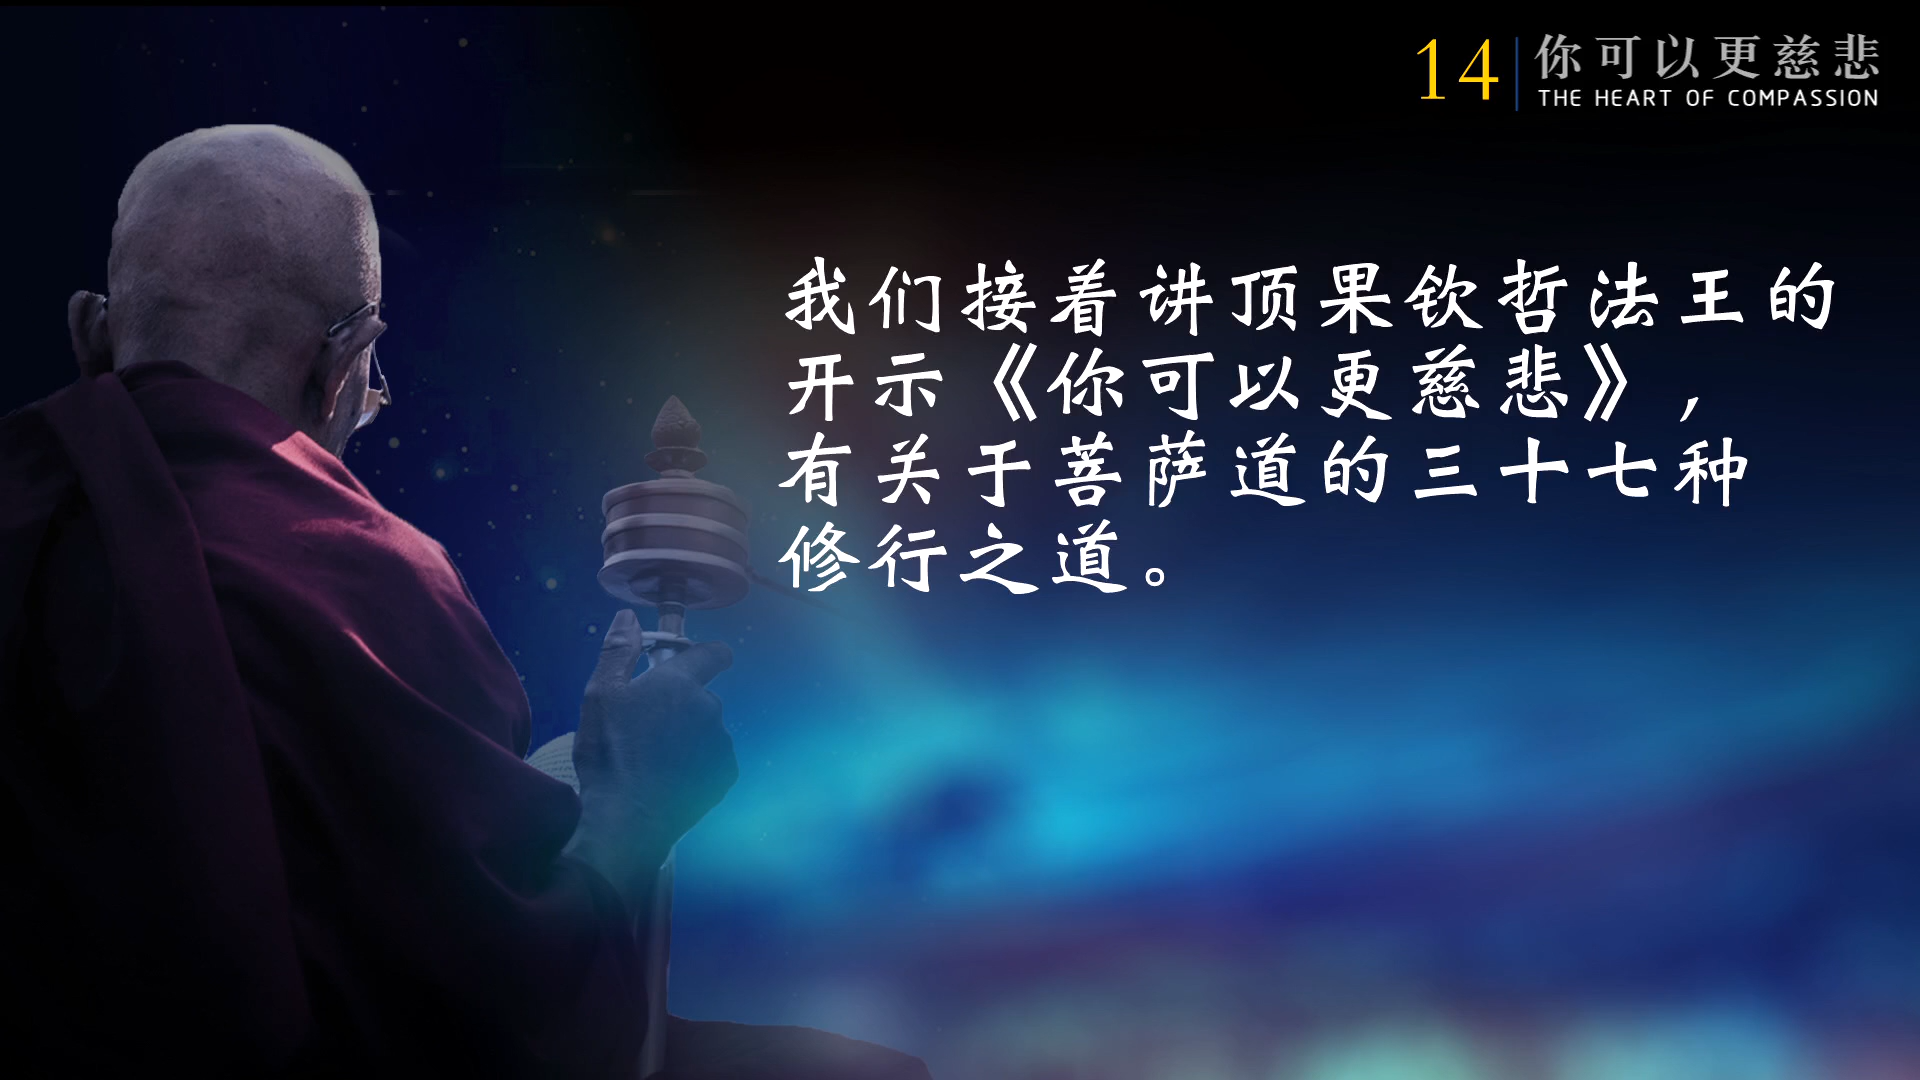 14
你可以更慈悲
THE HEART OF COMPASSION
我们接着讲顶果钦哲法王的
开示《你可以更慈悲》，
有关于菩萨道的三十七种
修行之道。